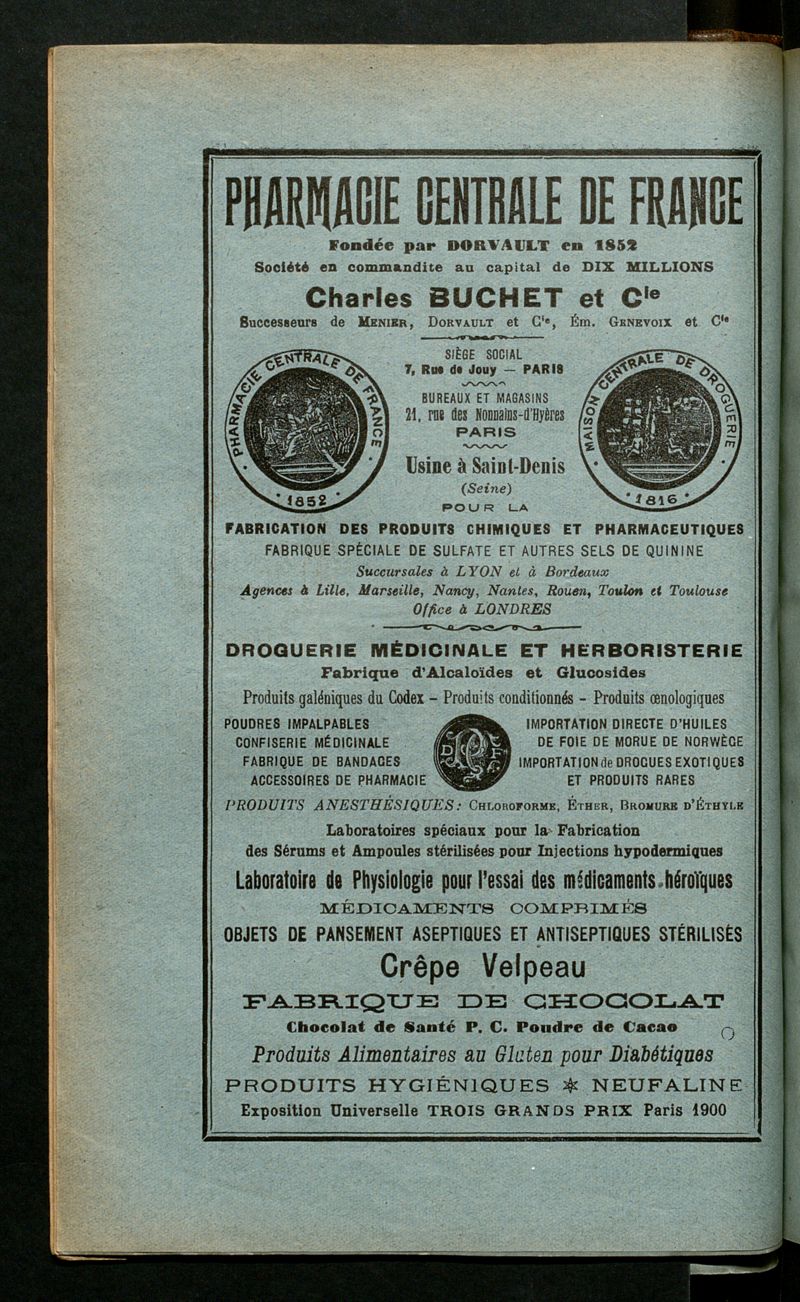 PHARMACIE CENTRALE DE FRANCE
Fondée par DORVAULT en 1852
Société en commandite au capital de DIX MILLIONS
Charles BUCHET et Cie
Successeurs de MENIER, DORVAULT et Cie, Ém. GENEVOIX et Cie
PHARMACIE CENTRALE DE FRANCE
1852
SIÈGE SOCIAL
7, Rue de Jouy — PARIS
BUREAUX ET MAGASINS
21, rue des Nonnains-d'Hyères
PARIS
Usine à Saint-Denis
(Seine)
POUR LA
MAISON CENTRALE DE DROGUERIE
1816
FABRICATION DES PRODUITS CHIMIQUES ET PHARMACEUTIQUES
FABRIQUE SPÉCIALE DE SULFATE ET AUTRES SELS DE QUININE
Succursales à LYON et à Bordeaux
Agences à Lille, Marseille, Nancy, Nantes, Rouen, Toulon et Toulouse
Office à LONDRES
DROGUERIE MÉDICINALE ET HERBORISTERIE
Fabrique d'Alcaloïdes et Glucosides
Produits galéniques du Codex - Produits conditionnés - Produits œnologiques
POUDRES IMPALPABLES
CONFISERIE MÉDICINALE
FABRIQUE DE BANDAGES
ACCESSOIRES DE PHARMACIE
IMPORTATION DIRECTE D'HUILES
DE FOIE DE MORUE DE NORWÈGE
IMPORTATION de DROGUES EXOTIQUES
ET PRODUITS RARES
PRODUITS ANESTHÉSIQUES: CHLOROFORME, ÉTHER, BROMURE D'ÉTHYLE
Laboratoires spéciaux pour la Fabrication
des Sérums et Ampoules stérilisées pour Injections hypodermiques
Laboratoire de Physiologie pour l'essai des médicaments héroïques
MÉDICAMENTS COMPRIMÉS
OBJETS DE PANSEMENT ASEPTIQUES ET ANTISEPTIQUES STÉRILISÉS
Crêpe Velpeau
FABRIQUE DE CHOCOLAT
Chocolat de Santé P. C. Poudre de Cacao
Produits Alimentaires au Gluten pour Diabétiques
PRODUITS HYGIÉNIQUES * NEUFALINE
Exposition Universelle TROIS GRANDS PRIX Paris 1900